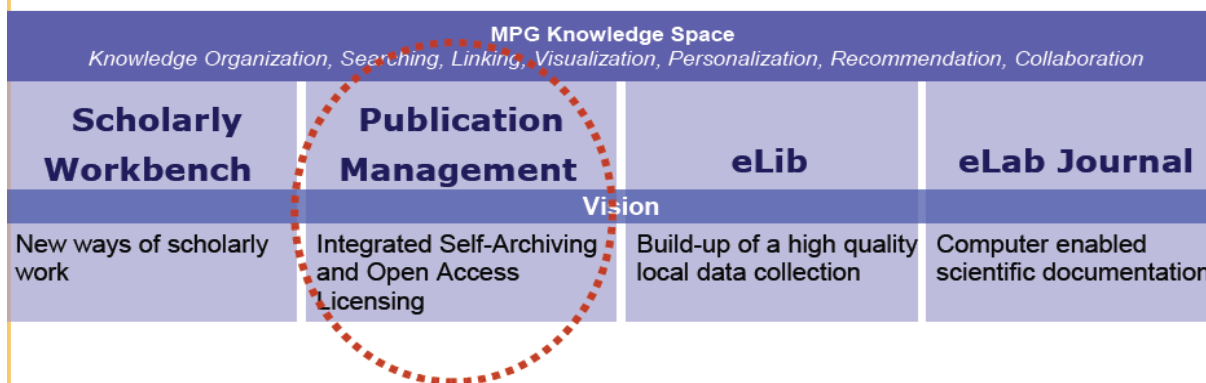 MPG Knowledge Space
Knowledge Organization, Searching, Linking, Visualization, Personalization, Recommendation, Collaboration
Scholarly
Workbench
Publication
Management
eLib
eLab Journal
Vision
New ways of scholarly
work
Integrated Self-Archiving
and Open Access
Licensing
Build-up of a high quality
local data collection
Computer enabled
scientific documentation